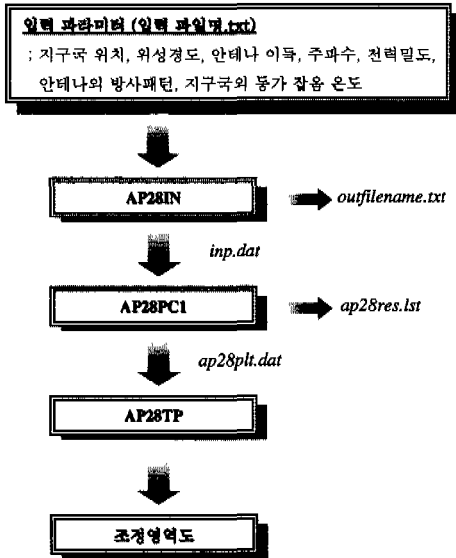 입력 파라미터 (입력 파일명.txt)
; 지구국 위치, 위성경도, 안테나 이득, 주파수, 전력밀도,
안테나의 방사패턴, 지구국의 등가 잡음 온도
AP28IN
outfilename.txt
inp.dat
AP28PC1
ap28res.lst
ap28plt.dat
AP28TP
조정영역도